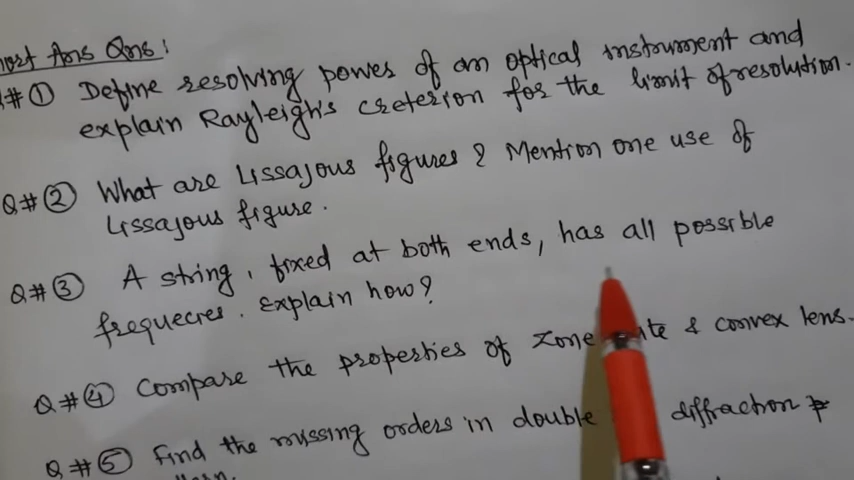 Ans Qns:
Q# ① Define resolving power of an optical instrument and
explain Rayleigh's creterion for the limit of resolution.
Q# ② What are Lissajous figures? Mention one use of
Lissajous figure.
Q# ③ A string, fixed at both ends, has all possible
frequecres. Explain how?
Q# ④ Compare the properties of zone & convex lens.
Q# ⑤ Find the missing orders in double diffraction